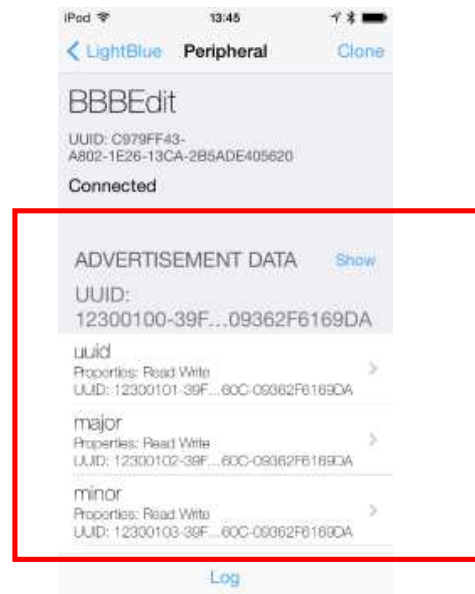 iPod 13:45
LightBlue Peripheral Clone
BBBEdit
UUID: C979FF43-
A802-1E26-13CA-2B5ADE405620
Connected
ADVERTISEMENT DATA Show
UUID:
12300100-39F...09362F6169DA
uuid
Properties: Read Write
UUID: 12300101-39F...60C-09362F6169DA
major
Properties: Read Write
UUID: 12300102-39F...60C-09362F6169DA
minor
Properties: Read Write
UUID: 12300103-39F...60C-09362F6169DA
Log